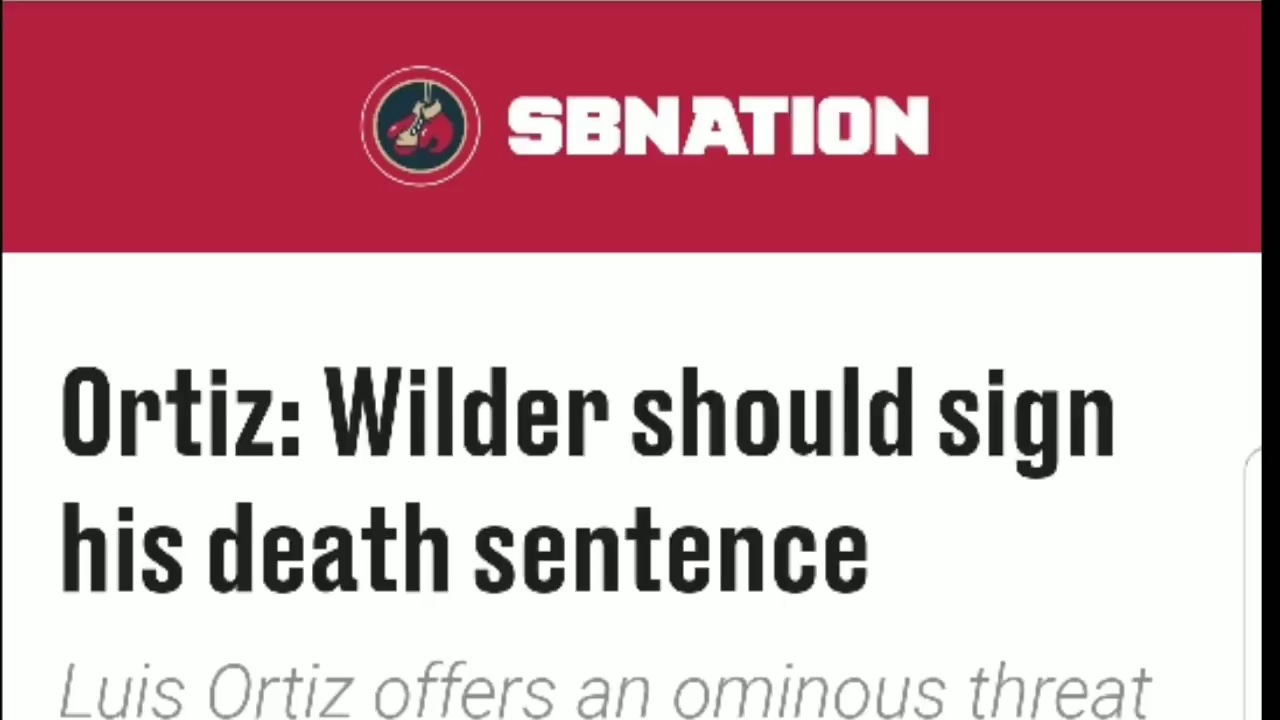 SBNATION
Ortiz: Wilder should sign
his death sentence
Luis Ortiz offers an ominous threat